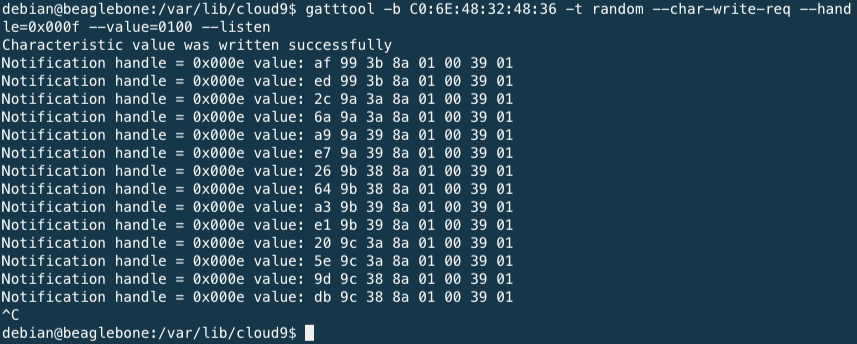 debian@beaglebone:/var/lib/cloud9$ gatttool -b C0:6E:48:32:48:36 -t random --char-write-req --hand
le=0x000f --value=0100 --listen
Characteristic value was written successfully
Notification handle = 0x000e value: af 99 3b 8a 01 00 39 01
Notification handle = 0x000e value: ed 99 3b 8a 01 00 39 01
Notification handle = 0x000e value: 2c 9a 3a 8a 01 00 39 01
Notification handle = 0x000e value: 6a 9a 3a 8a 01 00 39 01
Notification handle = 0x000e value: a9 9a 39 8a 01 00 39 01
Notification handle = 0x000e value: e7 9a 39 8a 01 00 39 01
Notification handle = 0x000e value: 26 9b 38 8a 01 00 39 01
Notification handle = 0x000e value: 64 9b 38 8a 01 00 39 01
Notification handle = 0x000e value: a3 9b 39 8a 01 00 39 01
Notification handle = 0x000e value: e1 9b 39 8a 01 00 39 01
Notification handle = 0x000e value: 20 9c 3a 8a 01 00 39 01
Notification handle = 0x000e value: 5e 9c 3a 8a 01 00 39 01
Notification handle = 0x000e value: 9d 9c 38 8a 01 00 39 01
Notification handle = 0x000e value: db 9c 38 8a 01 00 39 01
^C
debian@beaglebone:/var/lib/cloud9$